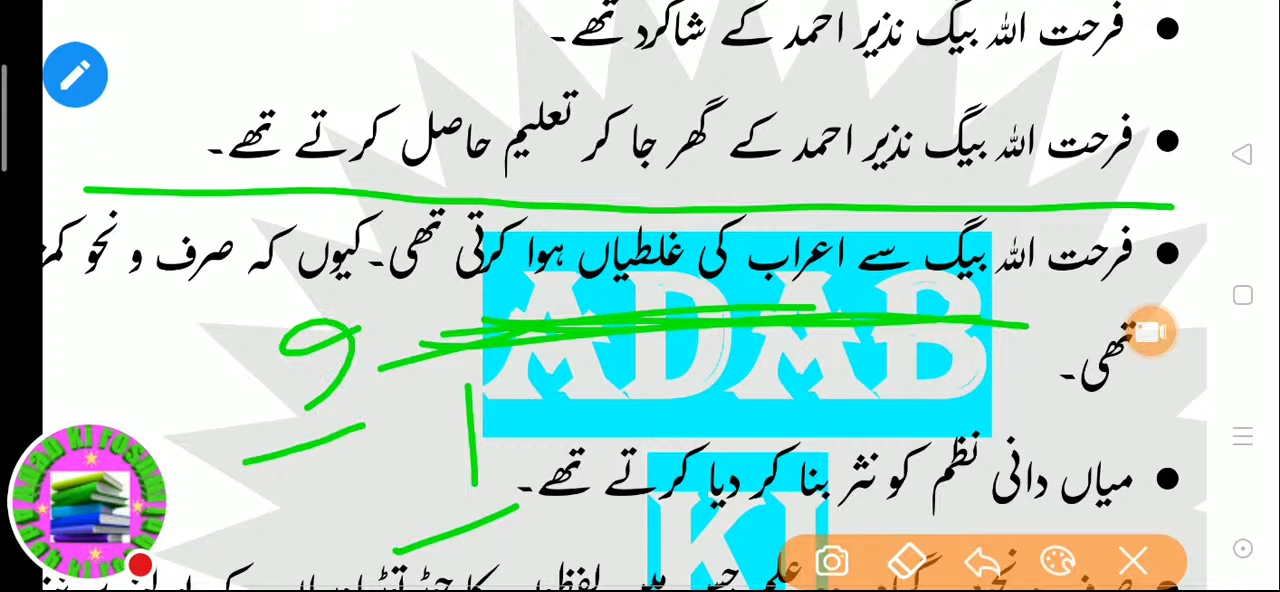 فرحت اللہ بیگ نذیر احمد کے شاگرد تھے۔
فرحت اللہ بیگ نذیر احمد کے گھر جا کر تعلیم حاصل کرتے تھے۔
فرحت اللہ بیگ سے اعراب کی غلطیاں ہوا کرتی تھی۔ کیوں کہ صرف و نحو
تھی۔
ADAB
میاں دانی نظم کو نثر بنا کر دیا کرتے تھے۔
KI